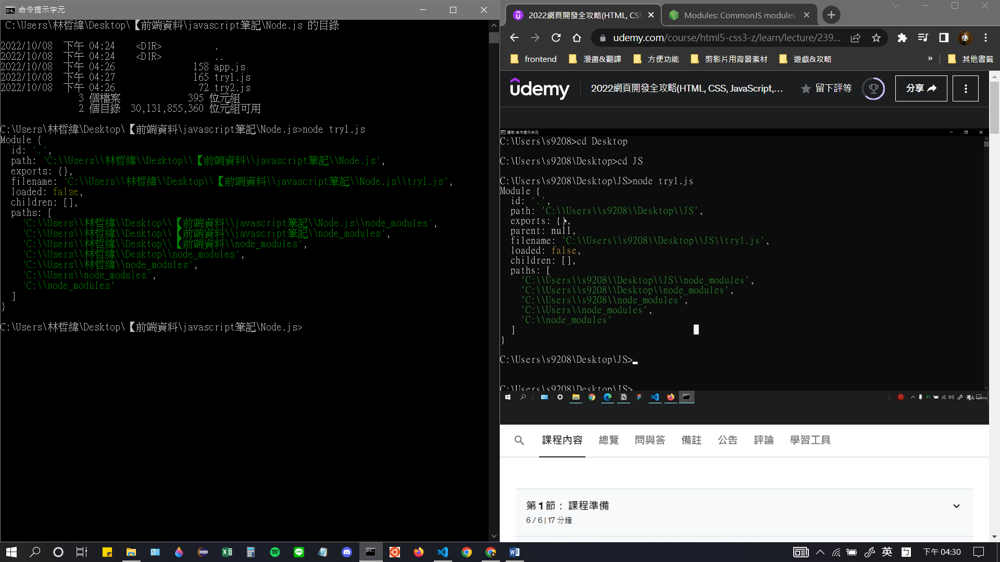 命令提示字元
C:\Users\林哲緯\Desktop\【前端資料\javascript筆記\Node.js 的目錄
2022/10/08  下午 04:24    <DIR>          .
2022/10/08  下午 04:24    <DIR>          ..
2022/10/08  下午 04:26               158 app.js
2022/10/08  下午 04:27               165 try1.js
2022/10/08  下午 04:26                72 try2.js
3 個檔案             395 位元組
2 個目錄  30,131,855,360 位元組可用
C:\Users\林哲緯\Desktop\【前端資料\javascript筆記\Node.js>node try1.js
Module {
  id: '.',
  path: 'C:\\Users\\林哲緯\\Desktop\\【前端資料\\javascript筆記\\Node.js',
  exports: {},
  filename: 'C:\\Users\\林哲緯\\Desktop\\【前端資料\\javascript筆記\\Node.js\\try1.js',
  loaded: false,
  children: [],
  paths: [
    'C:\\Users\\林哲緯\\Desktop\\【前端資料\\javascript筆記\\Node.js\\node_modules',
    'C:\\Users\\林哲緯\\Desktop\\【前端資料\\javascript筆記\\node_modules',
    'C:\\Users\\林哲緯\\Desktop\\【前端資料\\node_modules',
    'C:\\Users\\林哲緯\\Desktop\\node_modules',
    'C:\\Users\\林哲緯\\node_modules',
    'C:\\Users\\node_modules',
    'C:\\node_modules'
  ]
}
C:\Users\林哲緯\Desktop\【前端資料\javascript筆記\Node.js>
2022網頁開發全攻略(HTML, CSS
Modules: CommonJS modules
udemy.com/course/html5-css3-z/learn/lecture/239...
frontend
漫畫&翻譯
方便功能
剪影片用背景素材
遊戲&攻略
»
其他書籤
udemy
2022網頁開發全攻略(HTML, CSS, JavaScript,...
留下評等
分享
選取 命令提示字元
C:\Users\s9208>cd Desktop
C:\Users\s9208\Desktop>cd JS
C:\Users\s9208\Desktop\JS>node try1.js
Module {
  id: '.',
  path: 'C:\\Users\\s9208\\Desktop\\JS',
  exports: {},
  parent: null,
  filename: 'C:\\Users\\s9208\\Desktop\\JS\\try1.js',
  loaded: false,
  children: [],
  paths: [
    'C:\\Users\\s9208\\Desktop\\JS\\node_modules',
    'C:\\Users\\s9208\\Desktop\\node_modules',
    'C:\\Users\\s9208\\node_modules',
    'C:\\Users\\node_modules',
    'C:\\node_modules'
  ]
}
C:\Users\s9208\Desktop\JS>
C:\Users\s9208\Desktop\JS>
61
udemy
課程內容
總覽
問與答
備註
公告
評論
學習工具
第 1 節： 課程準備
6 / 6 | 17 分鐘
英
下午 04:30